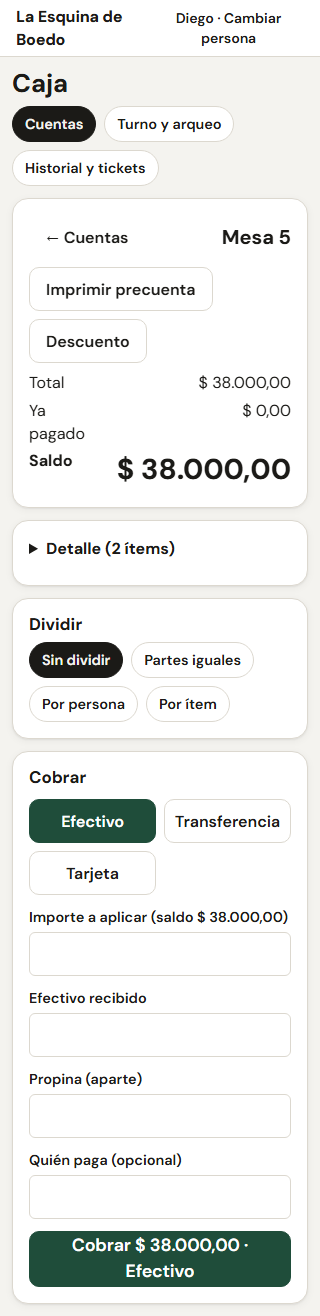 La Esquina de
Boedo
Diego · Cambiar
persona
Caja
Cuentas
Turno y arqueo
Historial y tickets
← Cuentas
Mesa 5
Imprimir precuenta
Descuento
Total
$ 38.000,00
Ya
pagado
$ 0,00
Saldo
$ 38.000,00
Detalle (2 ítems)
Dividir
Sin dividir
Partes iguales
Por persona
Por ítem
Cobrar
Efectivo
Transferencia
Tarjeta
Importe a aplicar (saldo $ 38.000,00)
Efectivo recibido
Propina (aparte)
Quién paga (opcional)
Cobrar $ 38.000,00 ·
Efectivo